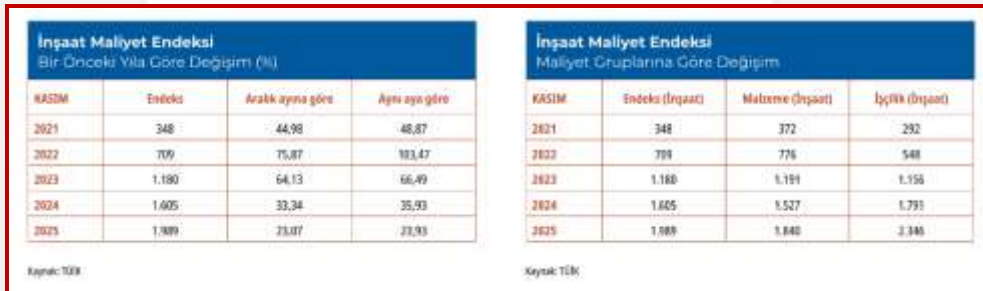 İnşaat Maliyet Endeksi
Bir Önceki Yıla Göre Değişim (%)
KASIM Endeks Aralık ayına göre Aynı aya göre
2021 348 44,98 48,87
2022 709 75,87 103,47
2023 1.180 64,13 66,49
2024 1.605 33,34 35,93
2025 1.989 23,07 23,93
Kaynak: TÜİK
İnşaat Maliyet Endeksi
Maliyet Gruplarına Göre Değişim
KASIM Endeks (İnşaat) Malzeme (İnşaat) İşçilik (İnşaat)
2021 348 372 292
2022 709 776 548
2023 1.180 1.191 1.156
2024 1.605 1.527 1.791
2025 1.989 1.840 2.346
Kaynak: TÜİK